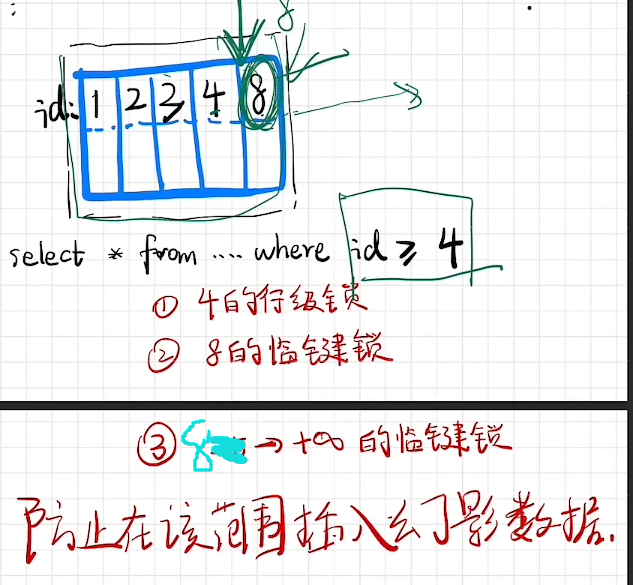 8
id: 1 2 3 4 8
select * from .... where id ≥ 4
① 4的行级锁
② 8的临键锁
③ 8 → +∞ 的临键锁
防止在该范围插入幻影数据.